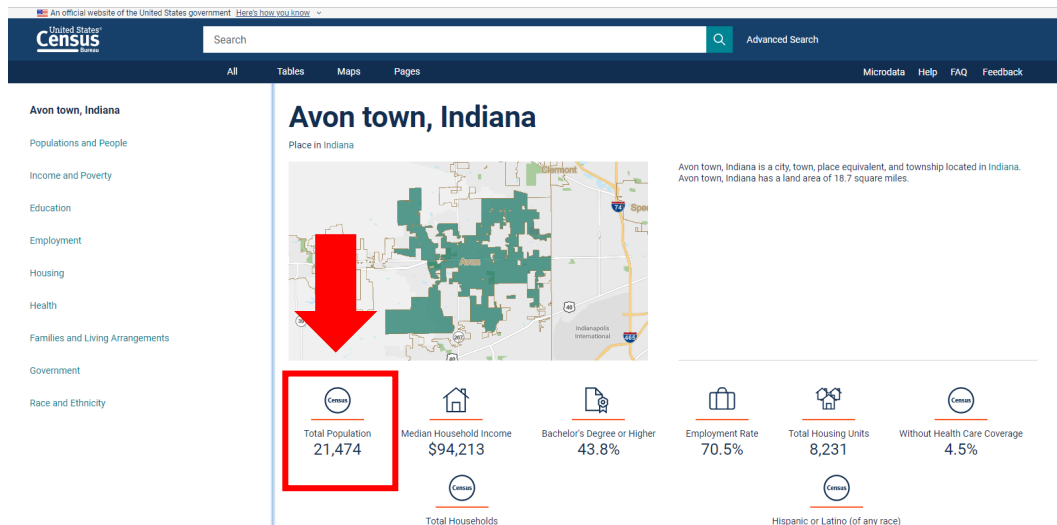 An official website of the United States government Here's how you know
United States®
Census
Bureau
Search
Advanced Search
All Tables Maps Pages
Microdata Help FAQ Feedback
Avon town, Indiana
Populations and People
Income and Poverty
Education
Employment
Housing
Health
Families and Living Arrangements
Government
Race and Ethnicity
Avon town, Indiana
Place in Indiana
Avon town, Indiana is a city, town, place equivalent, and township located in Indiana.
Avon town, Indiana has a land area of 18.7 square miles.
Clermont
74
Avon
40
Indianapolis
International
465
267
40
Census
Total Population
21,474
Median Household Income
$94,213
Bachelor's Degree or Higher
43.8%
Employment Rate
70.5%
Total Housing Units
8,231
Census
Without Health Care Coverage
4.5%
Census
Total Households
Census
Hispanic or Latino (of any race)